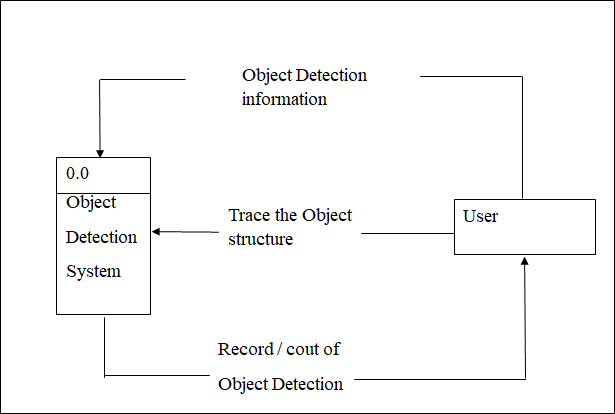 Object Detection
information
0.0
Object
Detection
System
Trace the Object
structure
User
Record / cout of
Object Detection